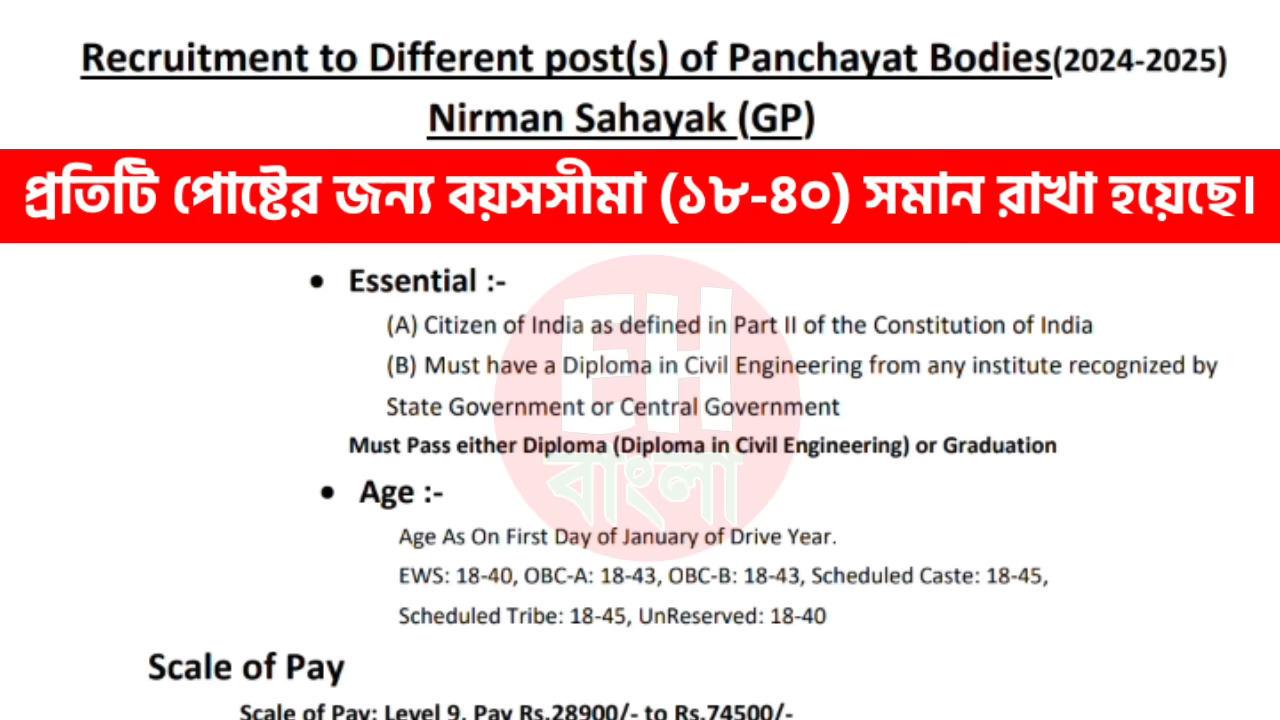 Recruitment to Different post(s) of Panchayat Bodies(2024-2025)
Nirman Sahayak (GP)
প্রতিটি পোষ্টের জন্য বয়সসীমা (১৮-৪০) সমান রাখা হয়েছে।
• Essential :-
(A) Citizen of India as defined in Part II of the Constitution of India
(B) Must have a Diploma in Civil Engineering from any institute recognized by
State Government or Central Government
Must Pass either Diploma (Diploma in Civil Engineering) or Graduation
• Age :-
Age As On First Day of January of Drive Year.
EWS: 18-40, OBC-A: 18-43, OBC-B: 18-43, Scheduled Caste: 18-45,
Scheduled Tribe: 18-45, UnReserved: 18-40
Scale of Pay
Scale of Pay: Level 9, Pay Rs.28900/- to Rs.74500/-
EH
বাংলা